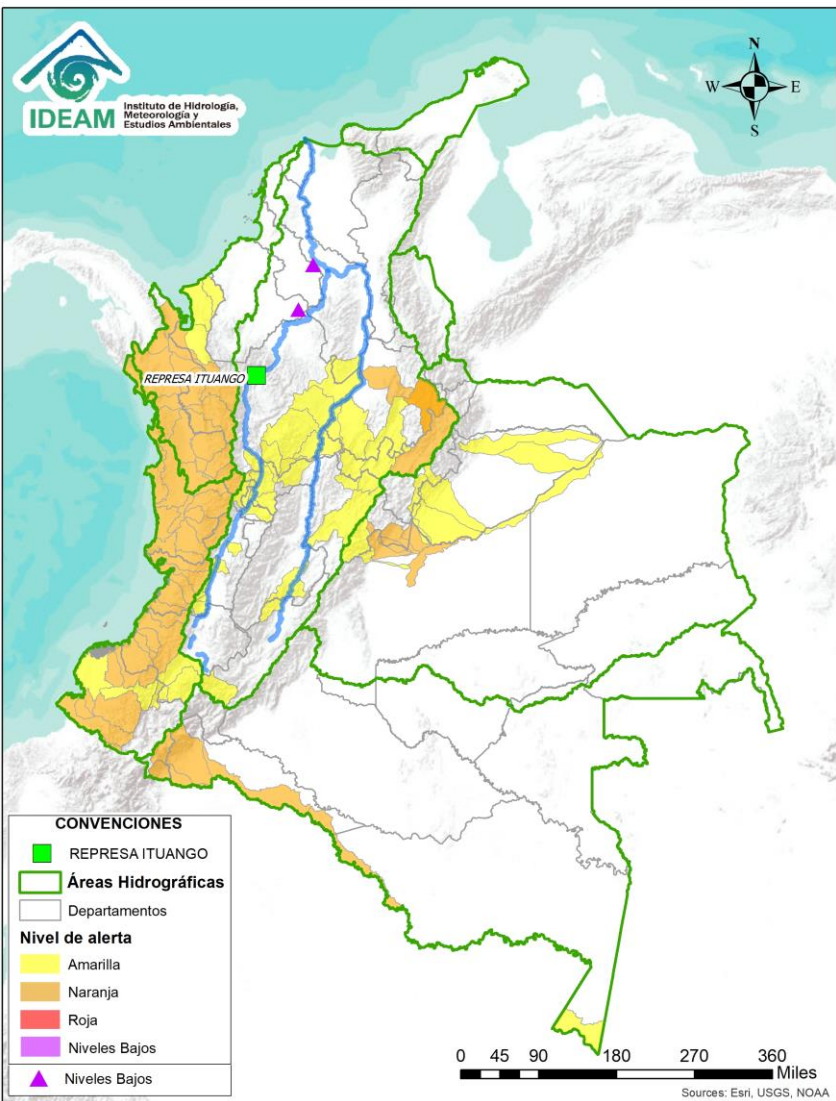 IDEAM
Instituto de Hidrología,
Meteorología y
Estudios Ambientales
N
W
E
S
REPRESA ITUANGO
CONVENCIONES
REPRESA ITUANGO
Áreas Hidrográficas
Departamentos
Nivel de alerta
Amarilla
Naranja
Roja
Niveles Bajos
Niveles Bajos
0 45 90 180 270 360
Miles
Sources: Esri, USGS, NOAA